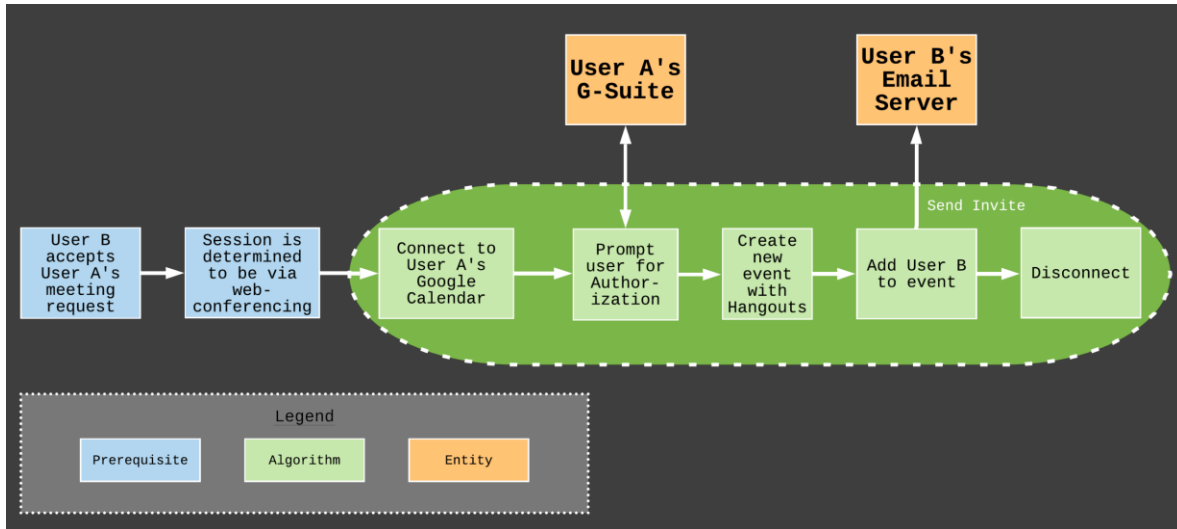 User A's
G-Suite
User B's
Email
Server
Send Invite
User B
accepts
User A's
meeting
request
Session is
determined
to be via
web-
conferencing
Connect to
User A's
Google
Calendar
Prompt
user for
Author-
ization
Create
new
event
with
Hangouts
Add User B
to event
Disconnect
Legend
Prerequisite
Algorithm
Entity